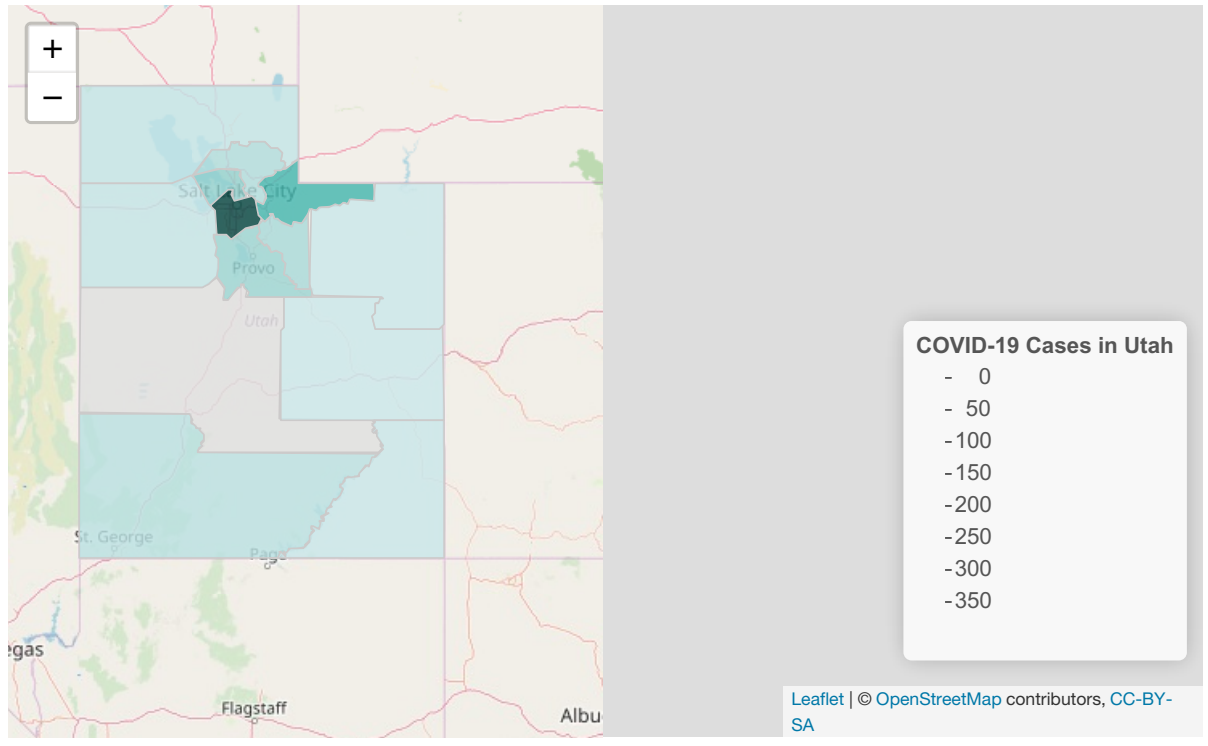 +
−
Salt Lake City
Provo
Utah
St. George
Page
egas
Flagstaff
Albu
COVID-19 Cases in Utah
- 0
- 50
-100
-150
-200
-250
-300
-350
Leaflet | © OpenStreetMap contributors, CC-BY-
SA